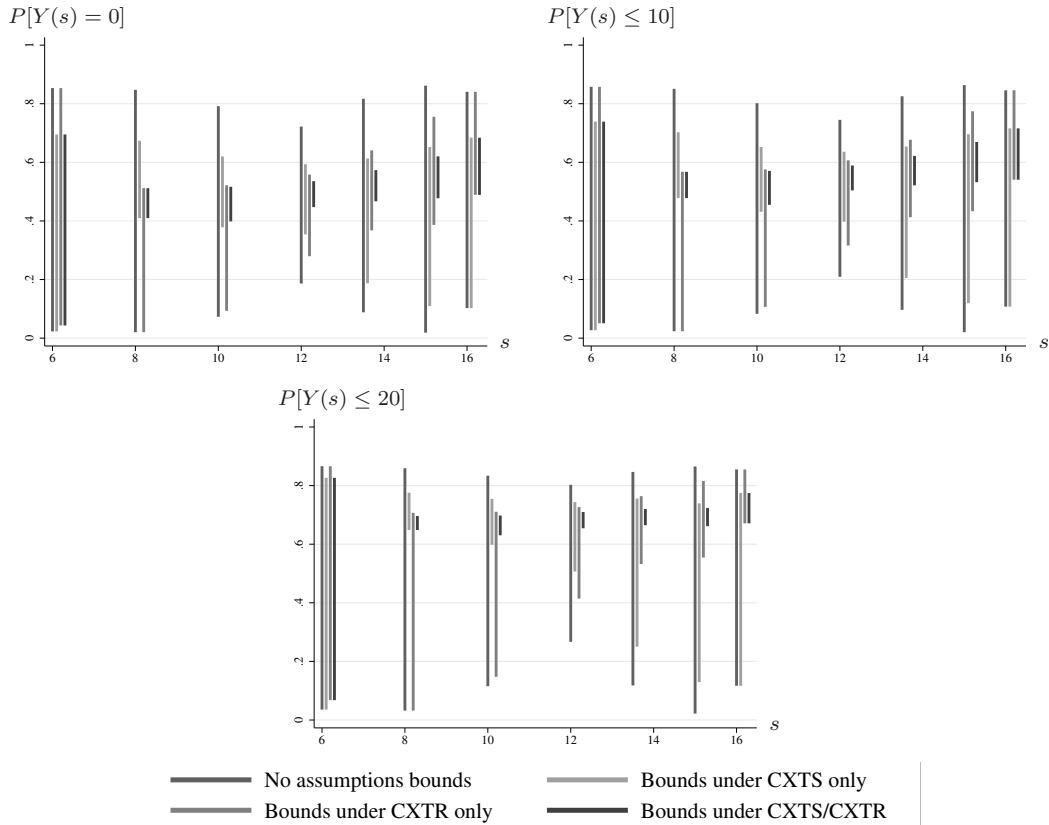 P[Y(s) = 0]
1
.8
.6
.4
.2
0
6 8 10 12 14 16 s
P[Y(s) ≤ 10]
1
.8
.6
.4
.2
0
6 8 10 12 14 16 s
P[Y(s) ≤ 20]
1
.8
.6
.4
.2
0
6 8 10 12 14 16 s
No assumptions bounds
Bounds under CXTS only
Bounds under CXTR only
Bounds under CXTS/CXTR